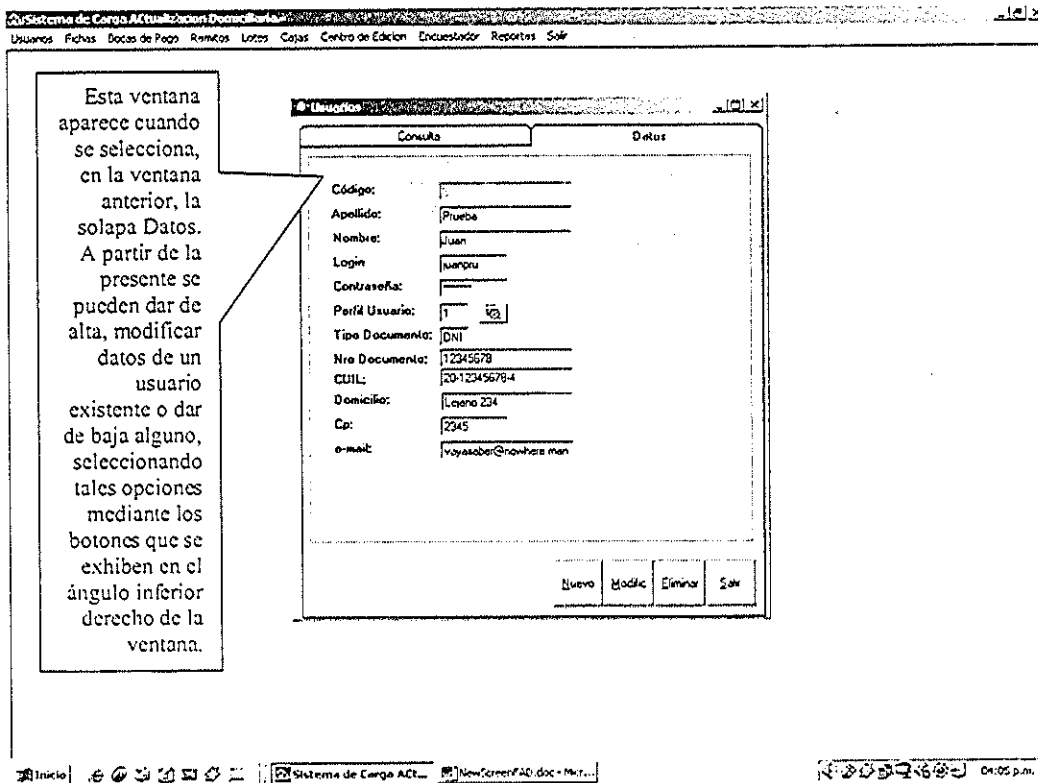 Sistema de Carga ACtualizacion Domiciliaria
Usuarios Fichas Bocas de Pago Remitos Lotes Cajas Centro de Edicion Encuestador Reportes Salir
Esta ventana
aparece cuando
se selecciona,
en la ventana
anterior, la
solapa Datos.
A partir de la
presente se
pueden dar de
alta, modificar
datos de un
usuario
existente o dar
de baja alguno,
seleccionando
tales opciones
mediante los
botones que se
exhiben en el
ángulo inferior
derecho de la
ventana.
Usuarios
Consulta Datos
Código:
Apellido: Prueba
Nombre: Juan
Login juanpru
Contraseña:
Perfil Usuario: 1
Tipo Documento: DNI
Nro Documento: 12345678
CUIL: 20-12345678-4
Domicilio: Lejano 234
Cp: 2345
e-mail: vayasaber@nowhere.man
Nuevo Modific Eliminar Salir
Inicio Sistema de Carga ACt... NewScreenFAD.doc - Micr... 04:05 p.m.